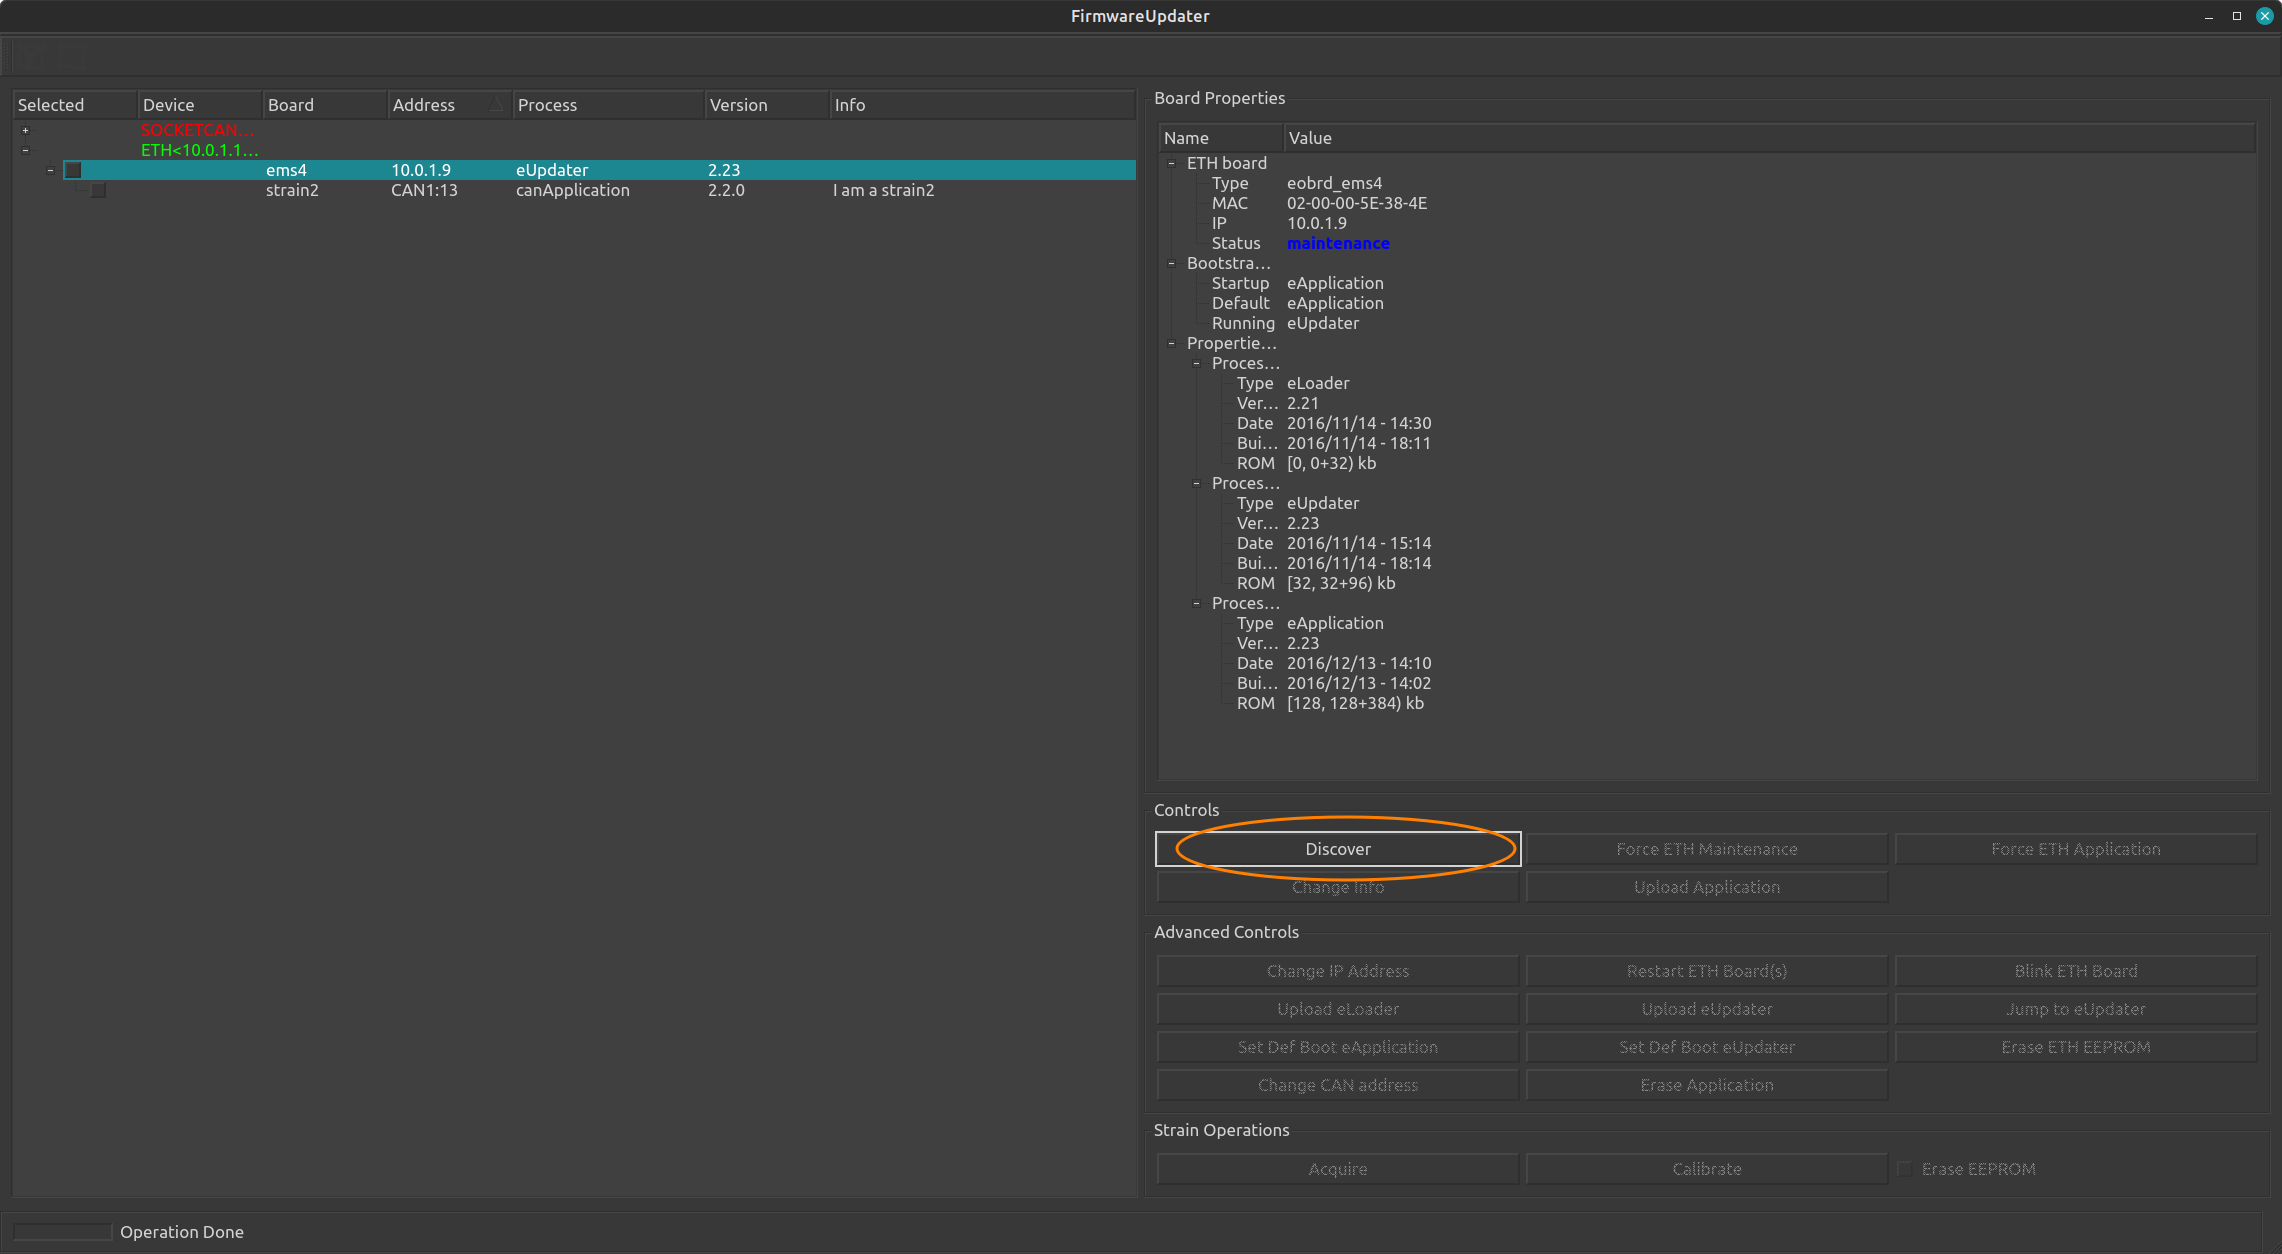 FirmwareUpdater
Selected Device Board Address Process Version Info
SOCKETCAN...
ETH<10.0.1.1...
ems4 10.0.1.9 eUpdater 2.23
strain2 CAN1:13 canApplication 2.2.0 I am a strain2
Board Properties
Name Value
ETH board
Type eobrd_ems4
MAC 02-00-00-5E-38-4E
IP 10.0.1.9
Status maintenance
Bootstra...
Startup eApplication
Default eApplication
Running eUpdater
Propertie...
Proces...
Type eLoader
Ver... 2.21
Date 2016/11/14 - 14:30
Bui... 2016/11/14 - 18:11
ROM [0, 0+32) kb
Proces...
Type eUpdater
Ver... 2.23
Date 2016/11/14 - 15:14
Bui... 2016/11/14 - 18:14
ROM [32, 32+96) kb
Proces...
Type eApplication
Ver... 2.23
Date 2016/12/13 - 14:10
Bui... 2016/12/13 - 14:02
ROM [128, 128+384) kb
Controls
Discover Force ETH Maintenance Force ETH Application
Change Info Upload Application
Advanced Controls
Change IP Address Restart ETH Board(s) Blink ETH Board
Upload eLoader Upload eUpdater Jump to eUpdater
Set Def Boot eApplication Set Def Boot eUpdater Erase ETH EEPROM
Change CAN address Erase Application
Strain Operations
Acquire Calibrate Erase EEPROM
Operation Done